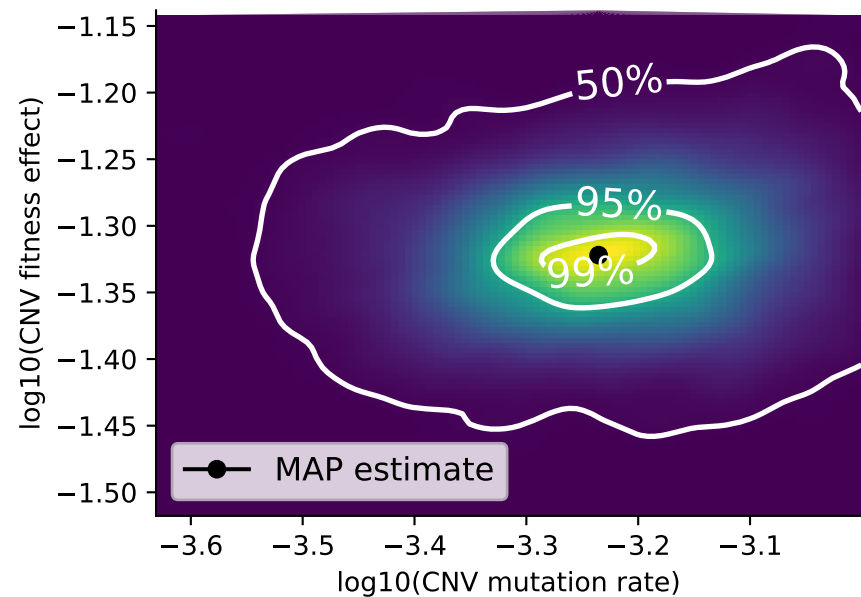 −1.15
−1.20
−1.25
−1.30
−1.35
−1.40
−1.45
−1.50
log10(CNV fitness effect)
50%
95%
99%
MAP estimate
−3.6 −3.5 −3.4 −3.3 −3.2 −3.1
log10(CNV mutation rate)